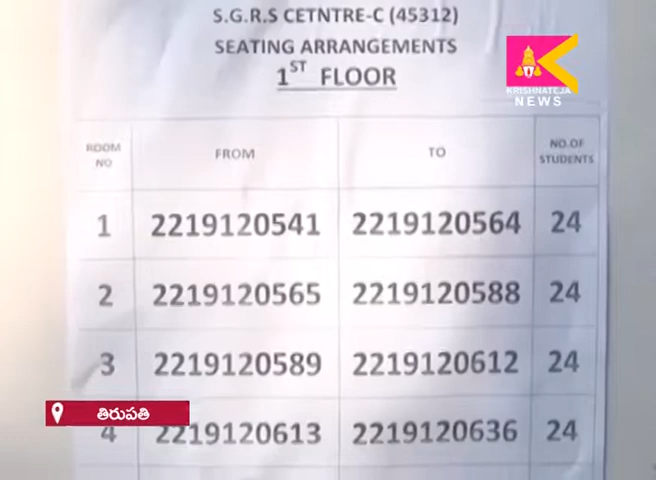 S.G.R.S CETNTRE-C (45312)
SEATING ARRANGEMENTS
1ST FLOOR
KRISHNATEJA
NEWS
ROOM NO FROM TO NO.OF STUDENTS
1 2219120541 2219120564 24
2 2219120565 2219120588 24
3 2219120589 2219120612 24
తిరుపతి
4 2219120613 2219120636 24